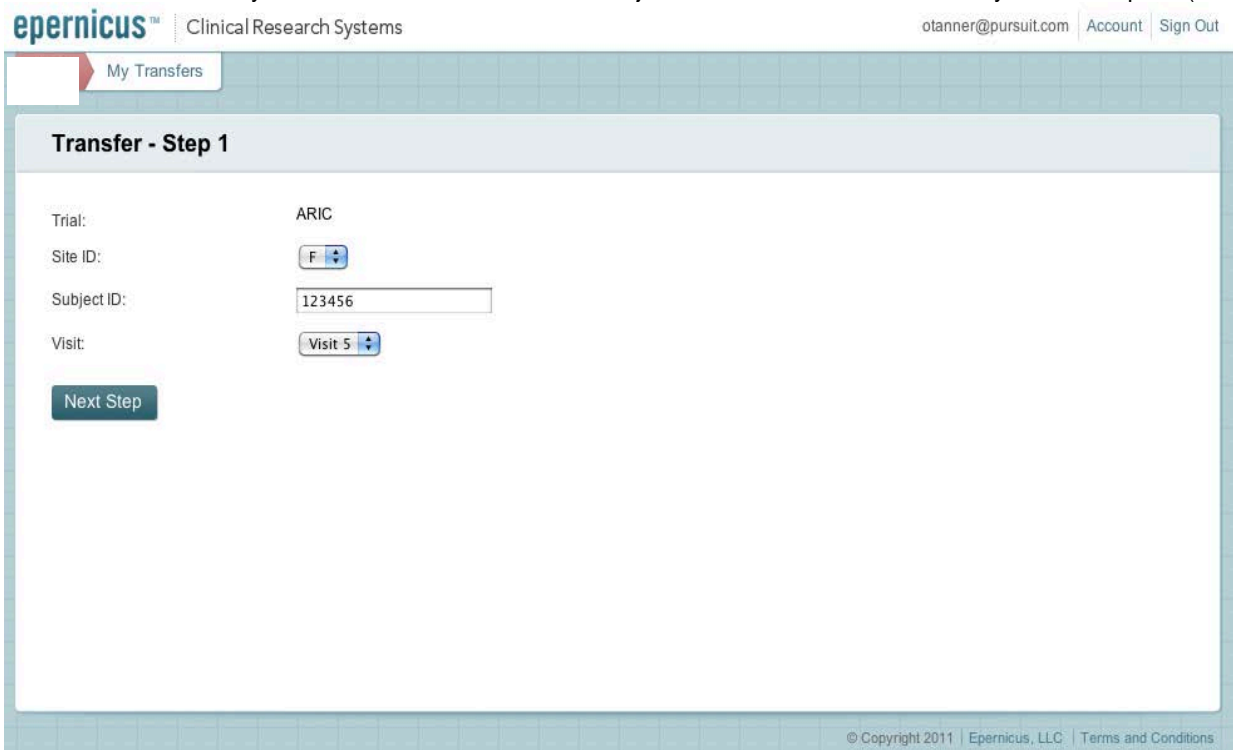 epernicus™ Clinical Research Systems otanner@pursuit.com Account Sign Out
My Transfers
Transfer - Step 1
Trial: ARIC
Site ID: F
Subject ID: 123456
Visit: Visit 5
Next Step
© Copyright 2011 | Epernicus, LLC | Terms and Conditions